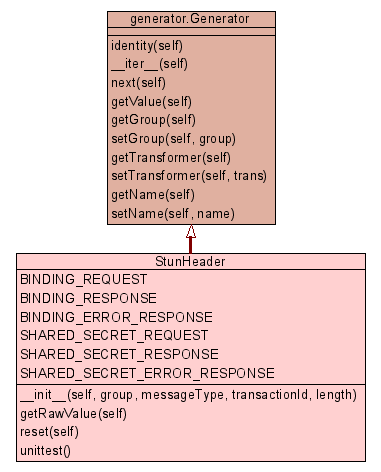 generator.Generator
identity(self)
__iter__(self)
next(self)
getValue(self)
getGroup(self)
setGroup(self, group)
getTransformer(self)
setTransformer(self, trans)
getName(self)
setName(self, name)
StunHeader
BINDING_REQUEST
BINDING_RESPONSE
BINDING_ERROR_RESPONSE
SHARED_SECRET_REQUEST
SHARED_SECRET_RESPONSE
SHARED_SECRET_ERROR_RESPONSE
__init__(self, group, messageType, transactionId, length)
getRawValue(self)
reset(self)
unittest()